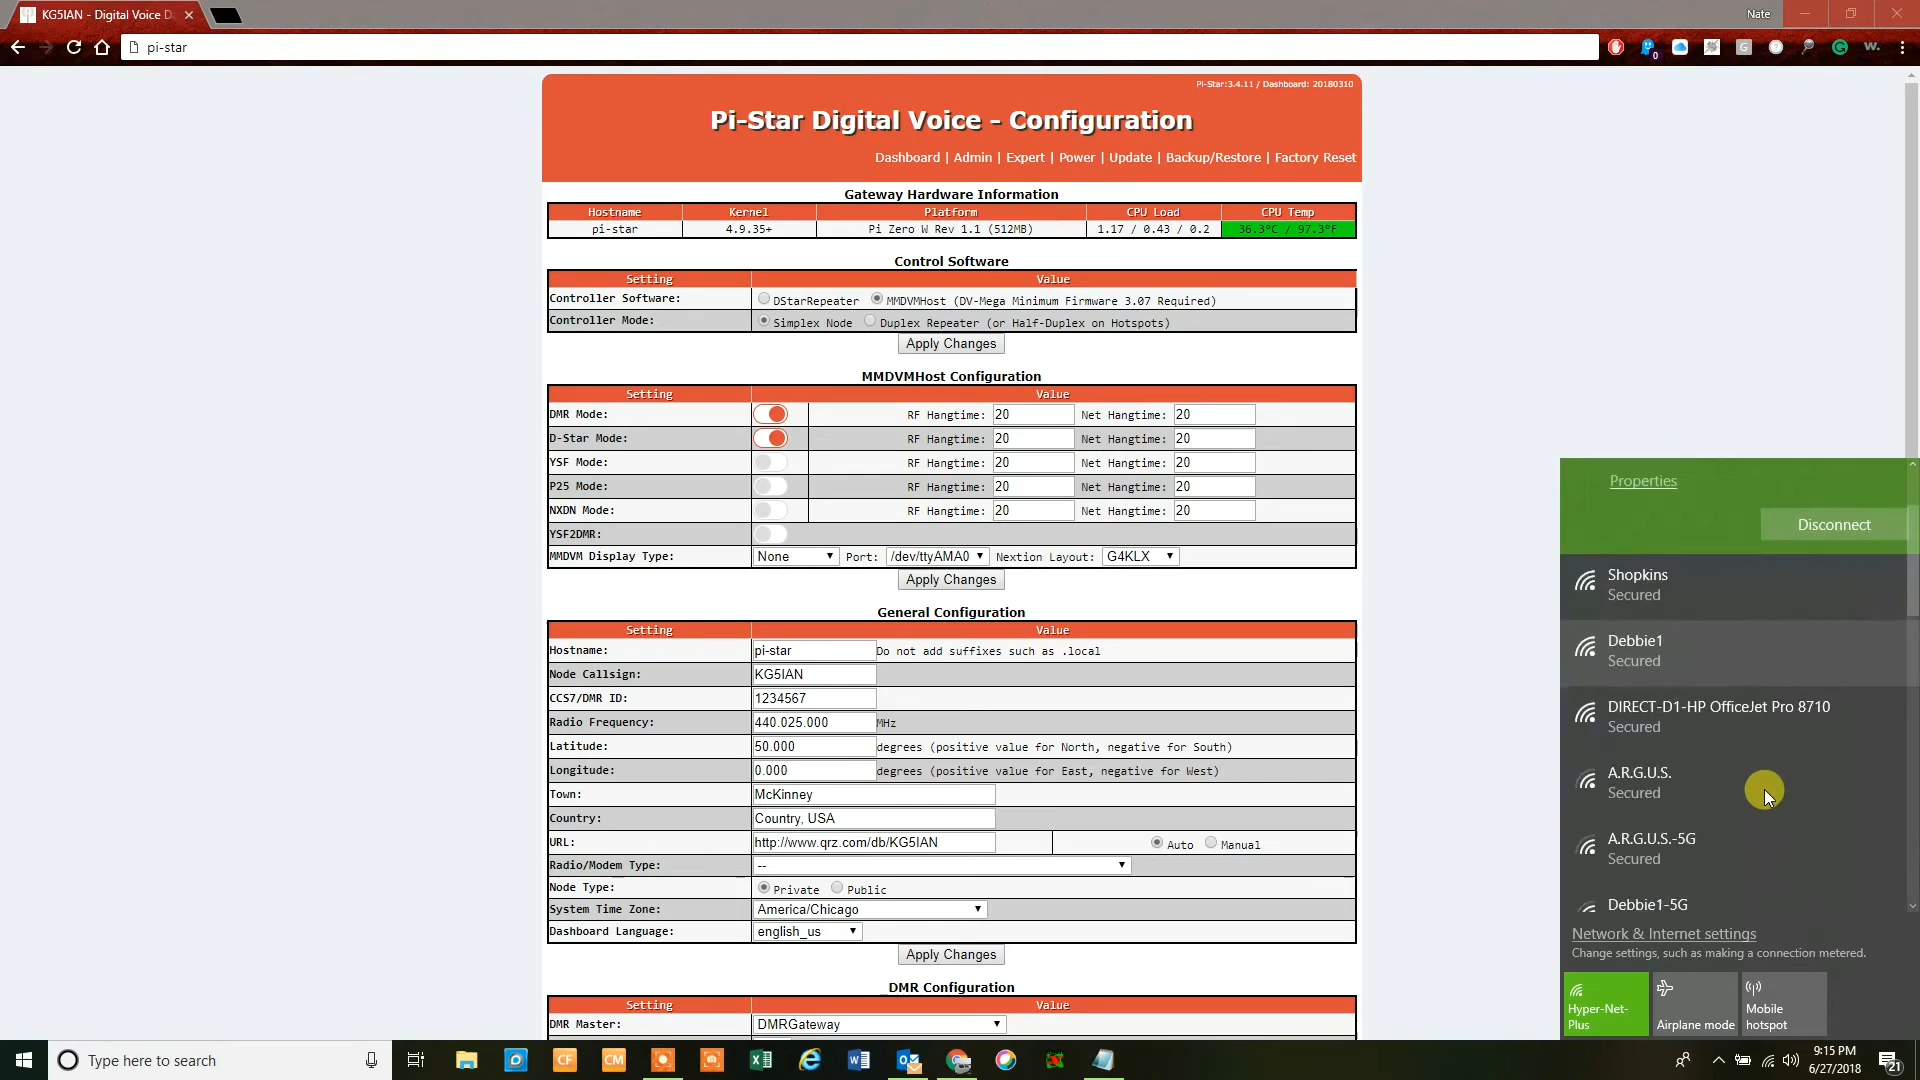 KG5IAN - Digital Voice D
Nate
pi-star
0
G
w.
Pi-Star:3.4.11 / Dashboard: 20180310
Pi-Star Digital Voice - Configuration
Dashboard | Admin | Expert | Power | Update | Backup/Restore | Factory Reset
Gateway Hardware Information
Hostname Kernel Platform CPU Load CPU Temp
pi-star 4.9.35+ Pi Zero W Rev 1.1 (512MB) 1.17 / 0.43 / 0.2 36.3°C / 97.3°F
Control Software
Setting Value
Controller Software: DStarRepeater MMDVMHost (DV-Mega Minimum Firmware 3.07 Required)
Controller Mode: Simplex Node Duplex Repeater (or Half-Duplex on Hotspots)
Apply Changes
MMDVMHost Configuration
Setting Value
DMR Mode: RF Hangtime: 20 Net Hangtime: 20
D-Star Mode: RF Hangtime: 20 Net Hangtime: 20
YSF Mode: RF Hangtime: 20 Net Hangtime: 20
P25 Mode: RF Hangtime: 20 Net Hangtime: 20
NXDN Mode: RF Hangtime: 20 Net Hangtime: 20
YSF2DMR:
MMDVM Display Type: None Port: /dev/ttyAMA0 Nextion Layout: G4KLX
Apply Changes
General Configuration
Setting Value
Hostname: pi-star Do not add suffixes such as .local
Node Callsign: KG5IAN
CCS7/DMR ID: 1234567
Radio Frequency: 440.025.000 MHz
Latitude: 50.000 degrees (positive value for North, negative for South)
Longitude: 0.000 degrees (positive value for East, negative for West)
Town: McKinney
Country: Country, USA
URL: http://www.qrz.com/db/KG5IAN Auto Manual
Radio/Modem Type: --
Node Type: Private Public
System Time Zone: America/Chicago
Dashboard Language: english_us
Apply Changes
DMR Configuration
Setting Value
DMR Master: DMRGateway
Properties
Disconnect
Shopkins
Secured
Debbie1
Secured
DIRECT-D1-HP OfficeJet Pro 8710
Secured
A.R.G.U.S.
Secured
A.R.G.U.S.-5G
Secured
Debbie1-5G
Network & Internet settings
Change settings, such as making a connection metered.
Hyper-Net-
Plus
Airplane mode
Mobile
hotspot
Type here to search
CF
CM
9:15 PM
6/27/2018
21